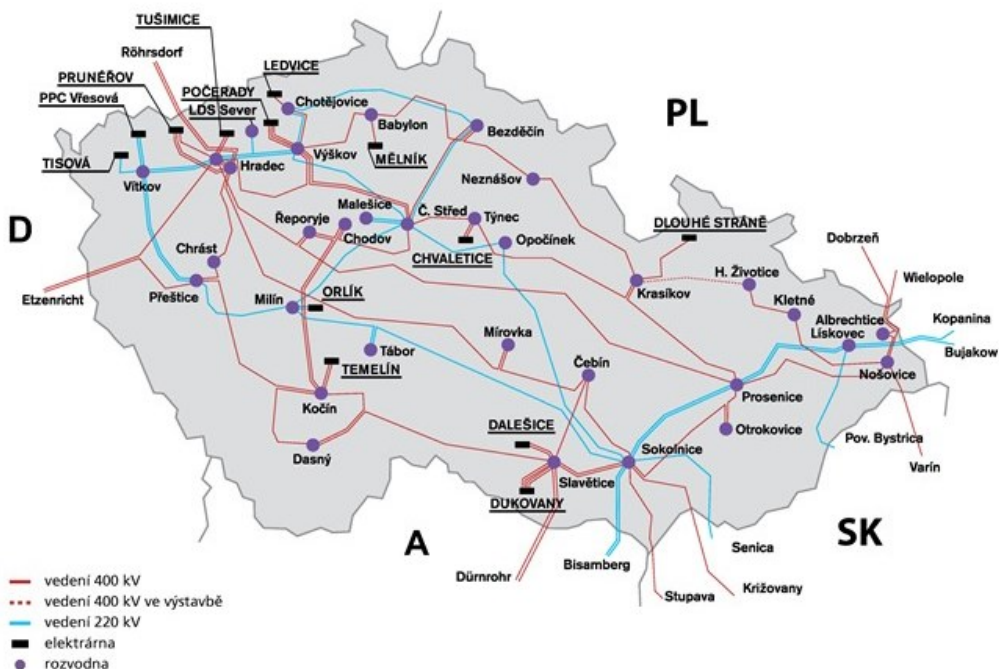 TUŠIMICE
Röhrsdorf
LEDVICE
PRUNÉŘOV
POČERADY
Chotějovice
PPC Vřesová
LDS Sever
Babylon
Bezděčín
PL
TISOVÁ
Výškov
MĚLNÍK
Vítkov
Hradec
Neznášov
Malešice
Č. Střed
Týnec
DLOUHÉ STRÁNĚ
D
Řeporyje
Chodov
Opočínek
Dobrzeň
Chrást
CHVALETICE
H. Životice
Wielopole
Etzenricht
Přeštice
Milín
ORLÍK
Krasíkov
Kletné
Albrechtice
Kopanina
Lískovec
Mírovka
Bujakow
Tábor
TEMELÍN
Čebín
Nošovice
Kočín
Prosenice
DALEŠICE
Otrokovice
Dasný
Sokolnice
Pov. Bystrica
Slavětice
Varín
DUKOVANY
A
SK
Senica
Bisamberg
Dürnrohr
Križovany
Stupava
vedení 400 kV
vedení 400 kV ve výstavbě
vedení 220 kV
elektrárna
rozvodna